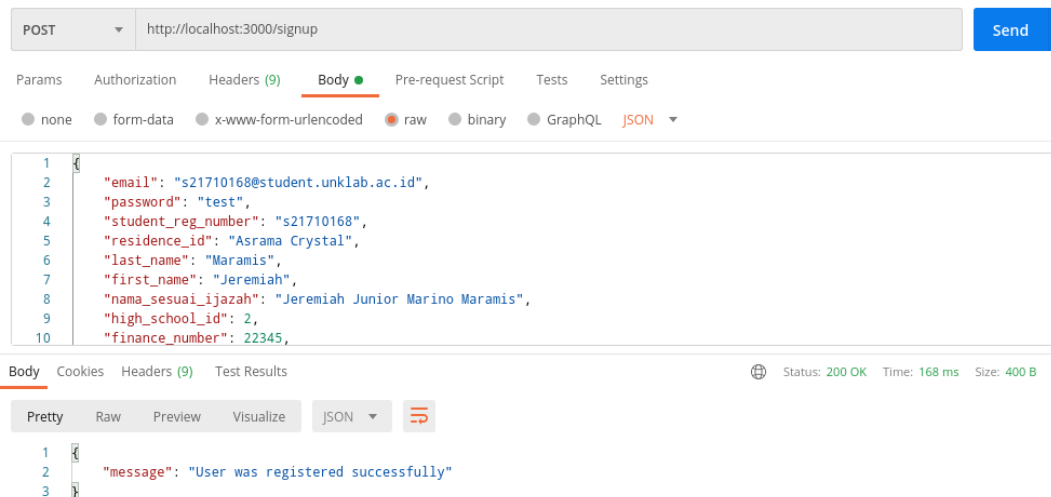 POST http://localhost:3000/signup Send
Params Authorization Headers (9) Body Pre-request Script Tests Settings
none form-data x-www-form-urlencoded raw binary GraphQL JSON
1 {
2 "email": "s21710168@student.unklab.ac.id",
3 "password": "test",
4 "student_reg_number": "s21710168",
5 "residence_id": "Asrama Crystal",
6 "last_name": "Maramis",
7 "first_name": "Jeremiah",
8 "nama_sesuai_ijazah": "Jeremiah Junior Marino Maramis",
9 "high_school_id": 2,
10 "finance_number": 22345,
Body Cookies Headers (9) Test Results Status: 200 OK Time: 168 ms Size: 400 B
Pretty Raw Preview Visualize JSON
1 {
2 "message": "User was registered successfully"
3 }